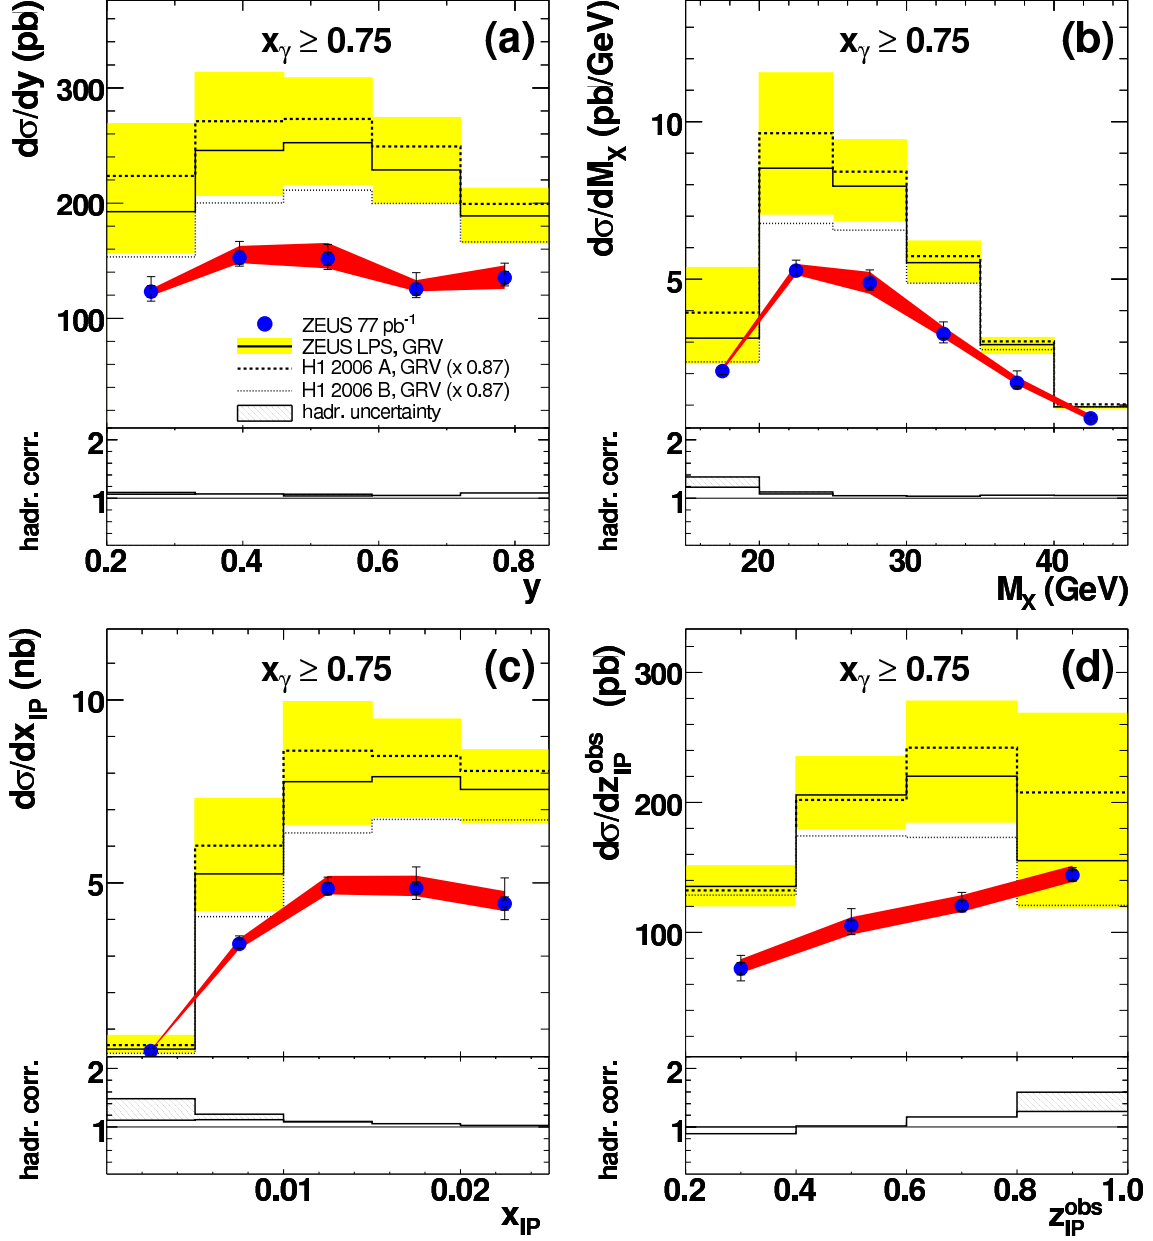 dσ/dy (pb)
x_γ ≥ 0.75
(a)
300
200
100
ZEUS 77 pb⁻¹
ZEUS LPS, GRV
H1 2006 A, GRV (x 0.87)
H1 2006 B, GRV (x 0.87)
hadr. uncertainty
hadr. corr.
2
1
0.2 0.4 0.6 0.8
y
dσ/dM_X (pb/GeV)
x_γ ≥ 0.75
(b)
10
5
hadr. corr.
2
1
20 30 40
M_X (GeV)
dσ/dx_IP (nb)
x_γ ≥ 0.75
(c)
10
5
hadr. corr.
2
1
0.01 0.02
x_IP
dσ/dz_IP^obs (pb)
x_γ ≥ 0.75
(d)
300
200
100
hadr. corr.
2
1
0.2 0.4 0.6 0.8 1.0
z_IP^obs